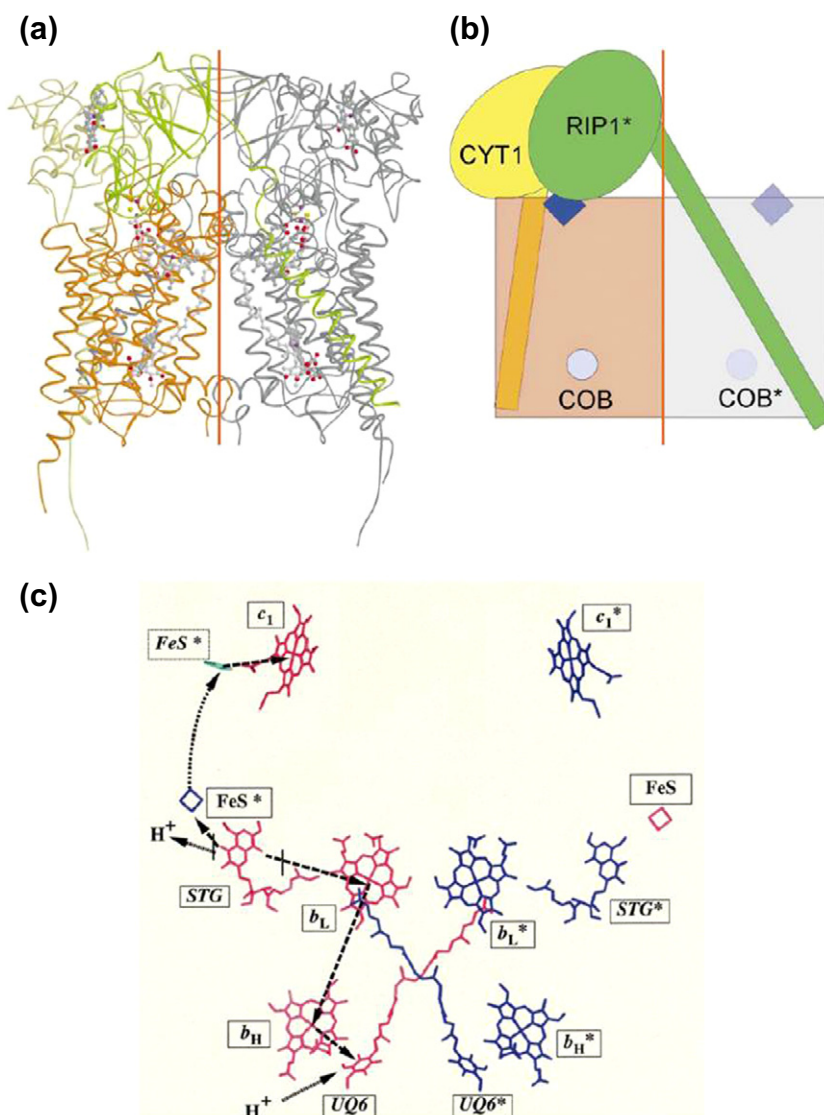 (a)
(b)
CYT1
RIP1*
COB
COB*
(c)
c1
c1*
FeS *
FeS *
FeS
H+
STG
bL
bL*
STG*
bH
bH*
H+
UQ6
UQ6*